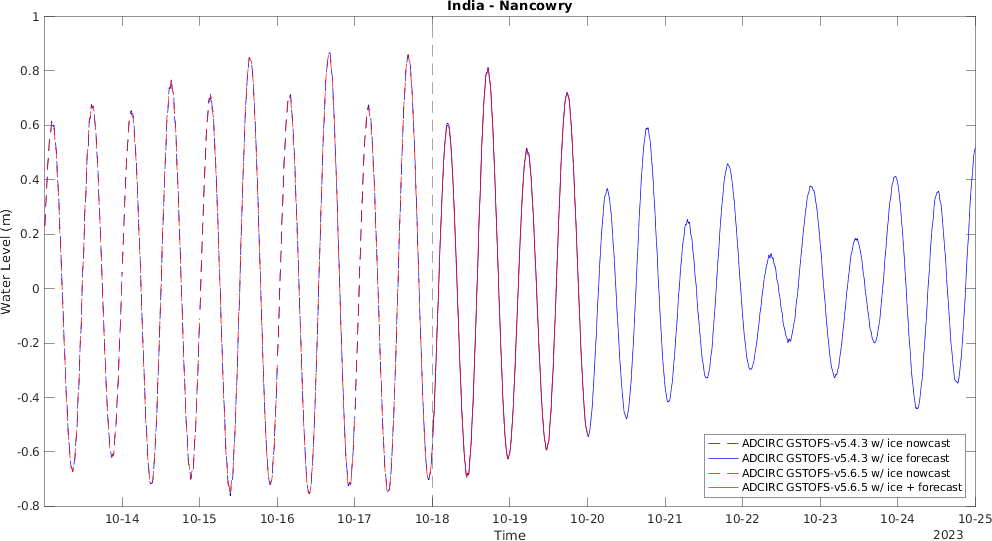 India - Nancowry
Water Level (m)
1
0.8
0.6
0.4
0.2
0
-0.2
-0.4
-0.6
-0.8
ADCIRC GSTOFS-v5.4.3 w/ ice nowcast
ADCIRC GSTOFS-v5.4.3 w/ ice forecast
ADCIRC GSTOFS-v5.6.5 w/ ice nowcast
ADCIRC GSTOFS-v5.6.5 w/ ice + forecast
10-14 10-15 10-16 10-17 10-18 10-19 10-20 10-21 10-22 10-23 10-24 10-25
Time
2023